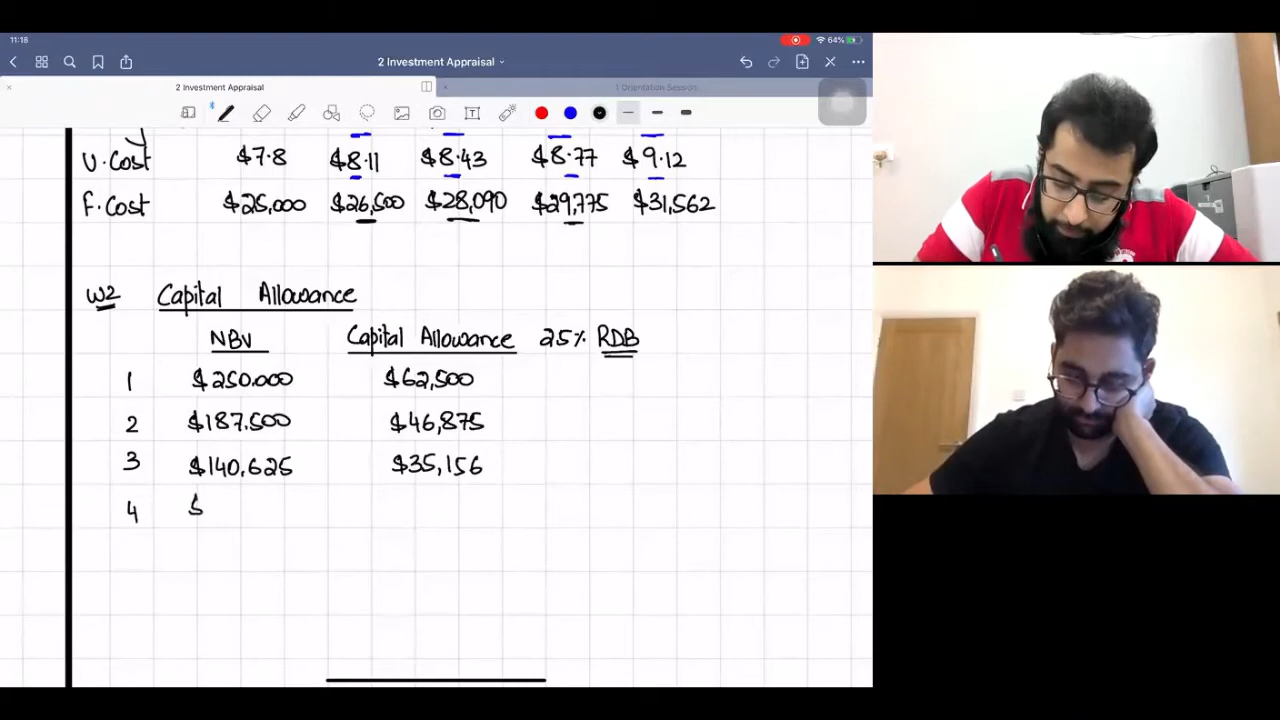 11:18
64%
2 Investment Appraisal
2 Investment Appraisal
1 Orientation Session
V.Cost $7.8 $8.11 $8.43 $8.77 $9.12
F.Cost $25,000 $26,500 $28,090 $29,775 $31,562
W2 Capital Allowance
NBV Capital Allowance 25% RDB
1 $250.000 $62,500
2 $187.500 $46,875
3 $140,625 $35,156
4 $